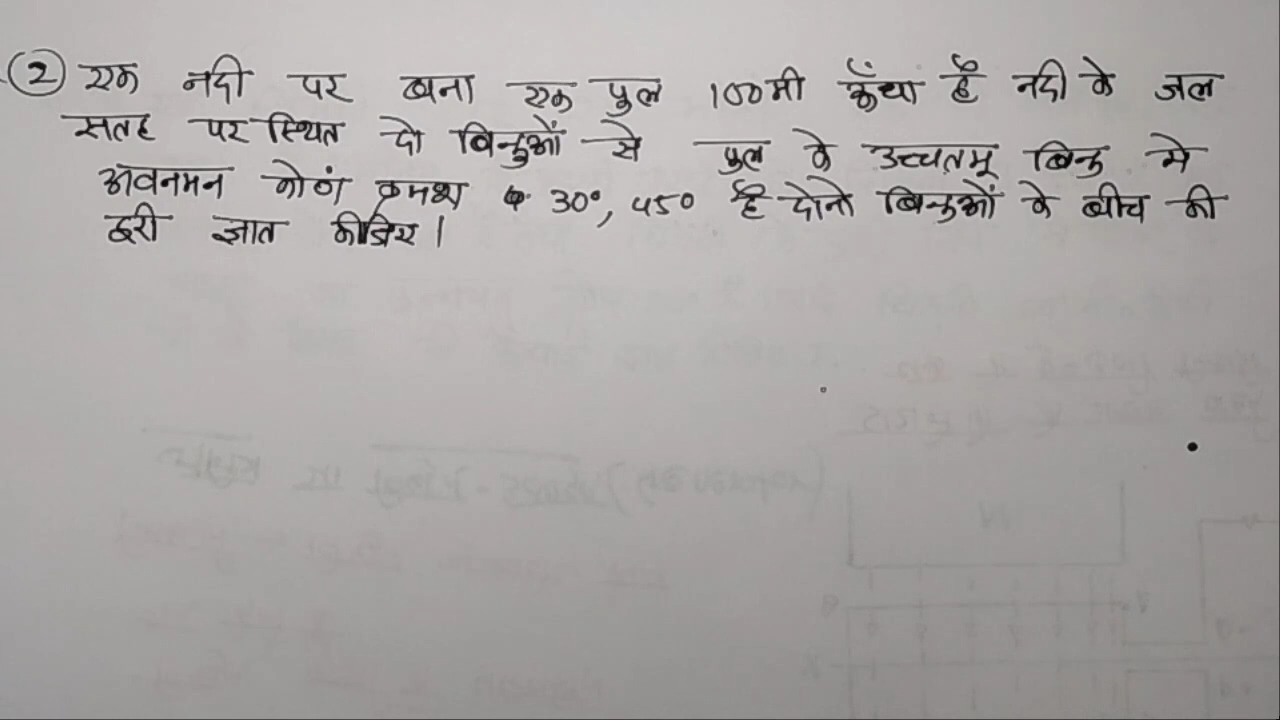 (2) एक नदी पर बना एक पुल 100मी ऊँचा है नदी के जल
सतह पर स्थित दो बिन्दुओं से पुल के उच्चतम् बिन्दु में
अवनमन कोणं क्रमश 30°, 45° है दोनो बिन्दुओं के बीच की
दूरी ज्ञात कीजिए।